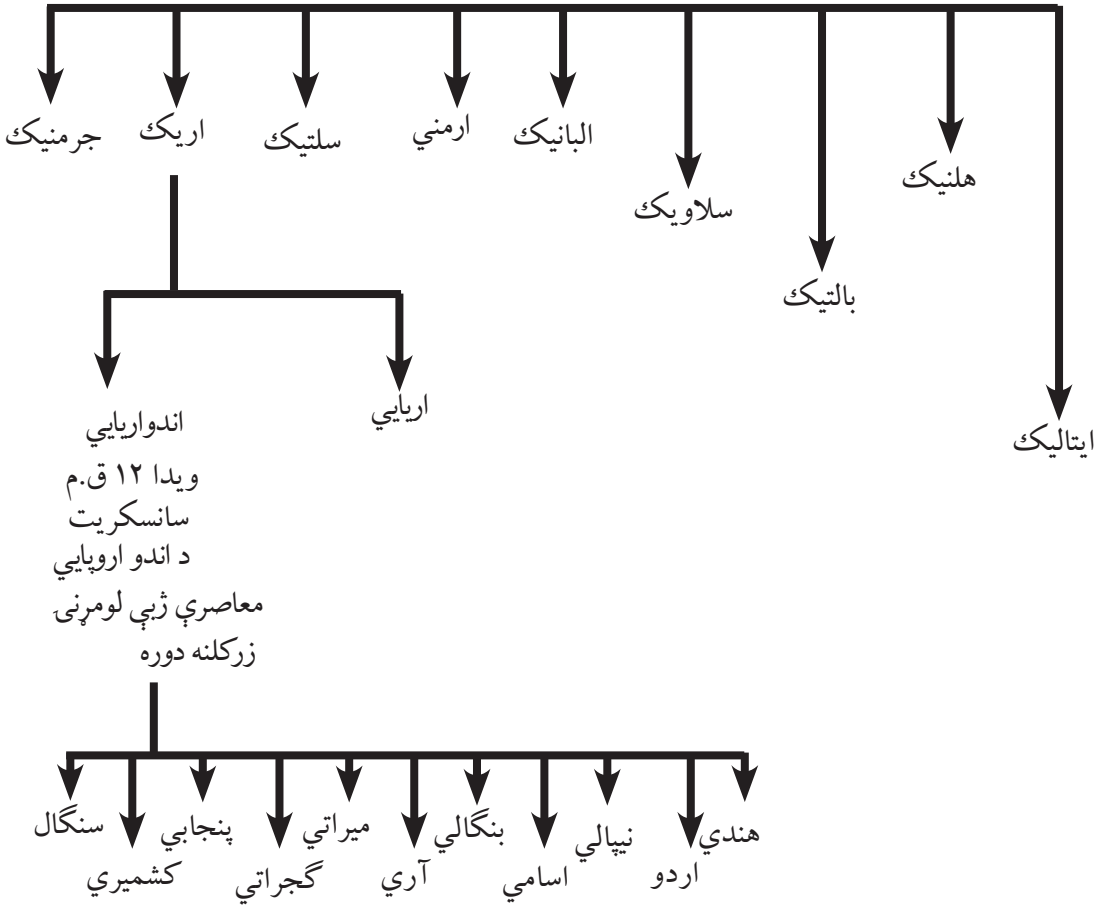 ايتاليک
هلنيک
بالتيک
سلاويک
البانيک
ارمني
سلتيک
اريک
جرمنيک
اريايي
اندواريايي
ويدا ۱۲ ق.م
سانسکريت
د اندو اروپايي
معاصرې ژبې لومړنۍ
زرکلنه دوره
هندي
اردو
نيپالي
اسامي
بنگالي
آري
ميراتي
گجراتي
پنجابي
کشميري
سنگال